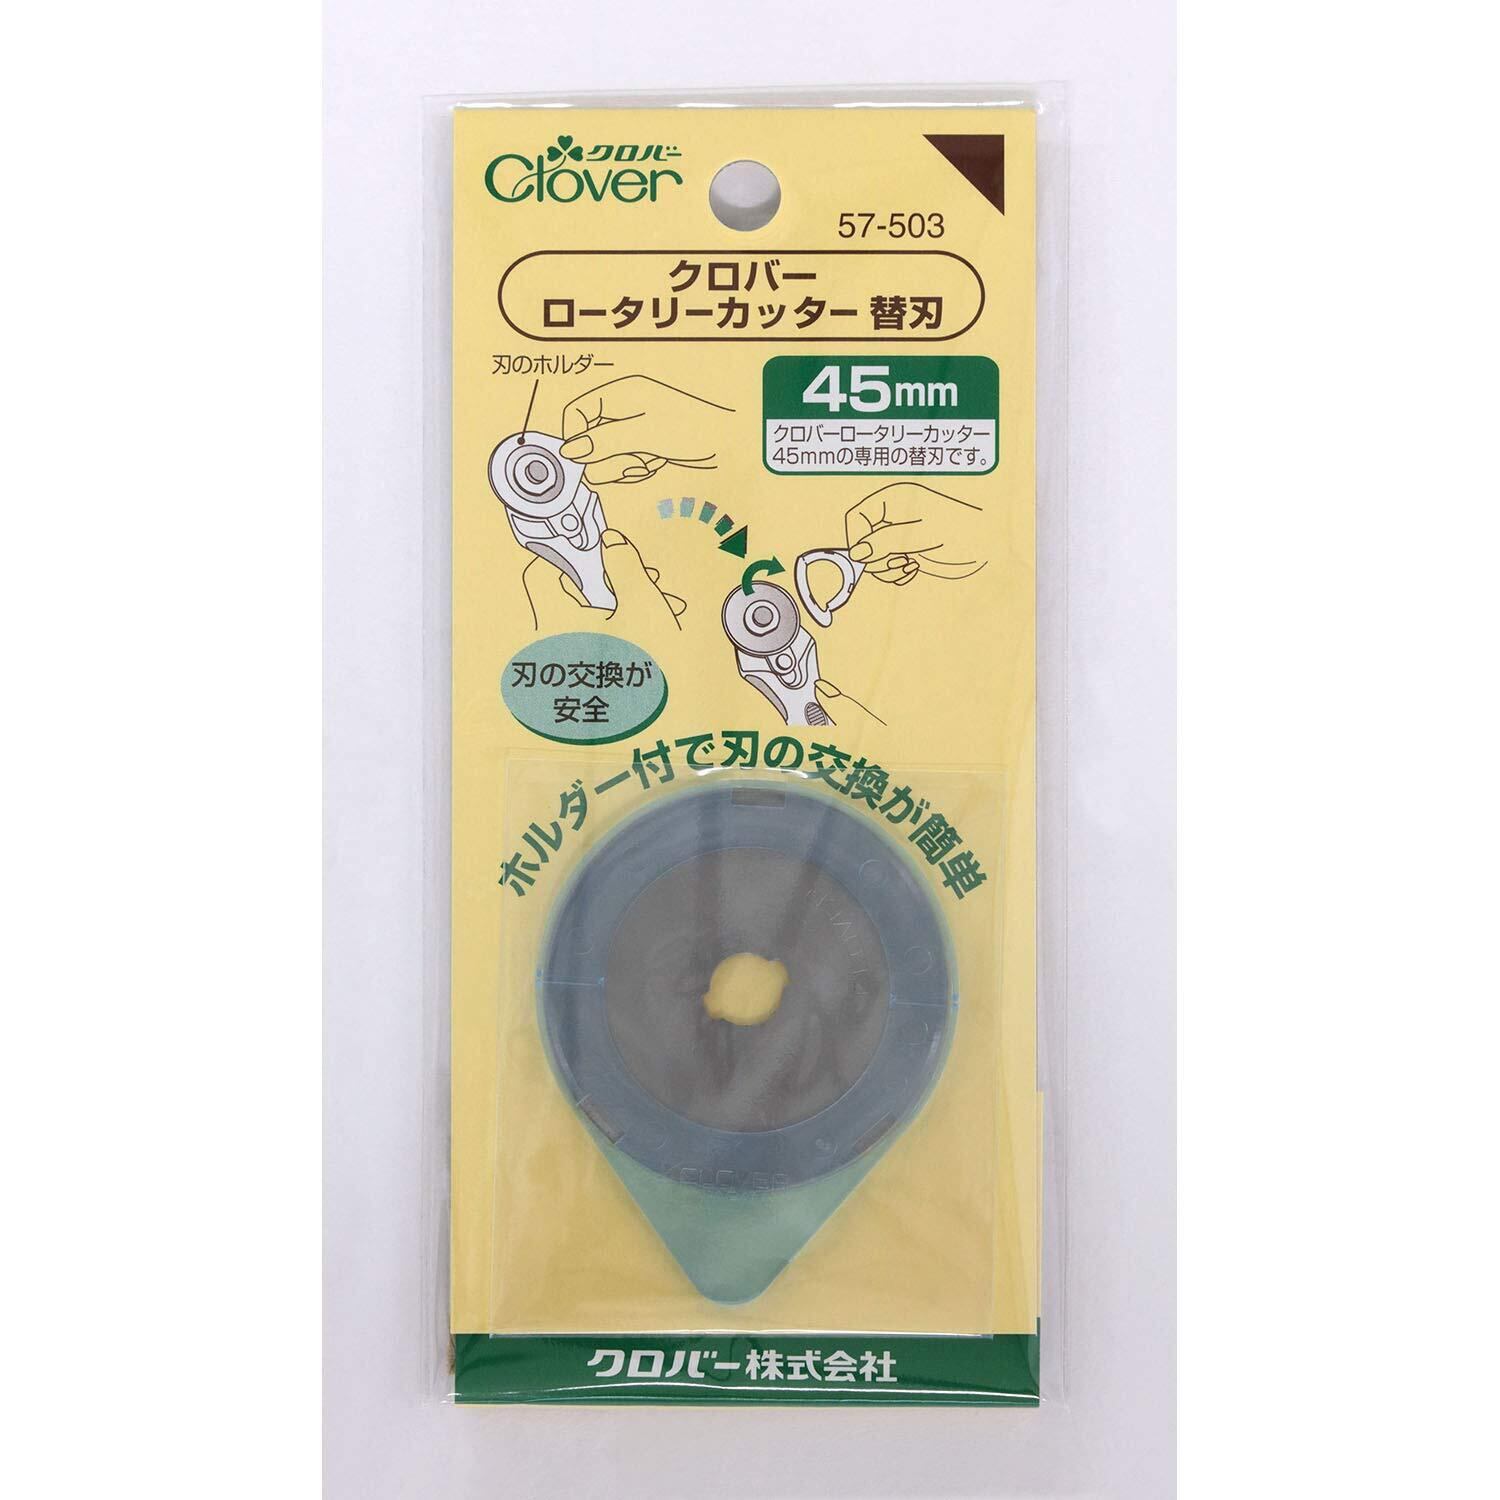 クロバー
Clover
57-503
クロバー
ロータリーカッター 替刃
刃のホルダー
45mm
クロバーロータリーカッター
45mmの専用の替刃です。
刃の交換が
安全
ホルダー付で刃の交換が簡単
CLOVER
クロバー株式会社